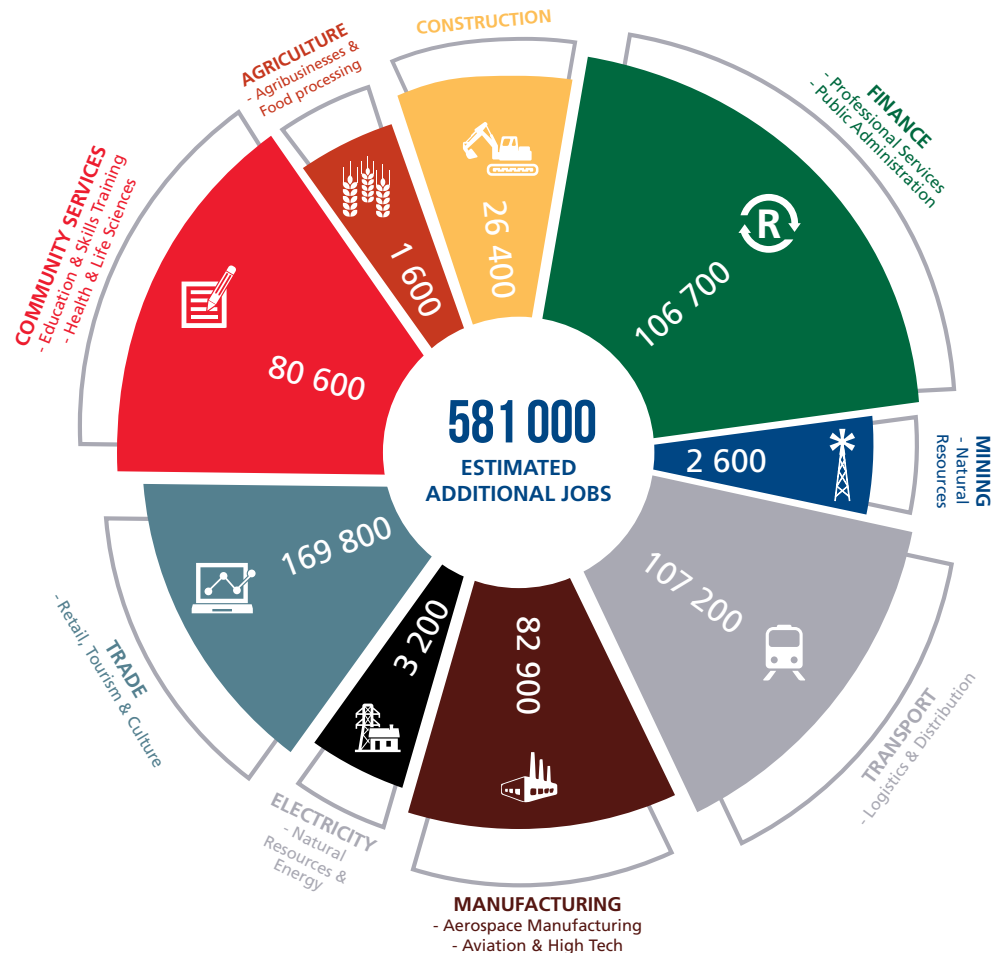 CONSTRUCTION
26 400
FINANCE
- Professional Services
- Public Administration
R
106 700
MINING
- Natural
Resources
2 600
TRANSPORT
- Logistics & Distribution
107 200
MANUFACTURING
- Aerospace Manufacturing
- Aviation & High Tech
82 900
ELECTRICITY
- Natural
Resources &
Energy
3 200
TRADE
- Retail, Tourism & Culture
169 800
COMMUNITY SERVICES
- Education & Skills Training
- Health & Life Sciences
80 600
AGRICULTURE
- Agribusinesses &
Food processing
1 600
581 000
ESTIMATED
ADDITIONAL JOBS